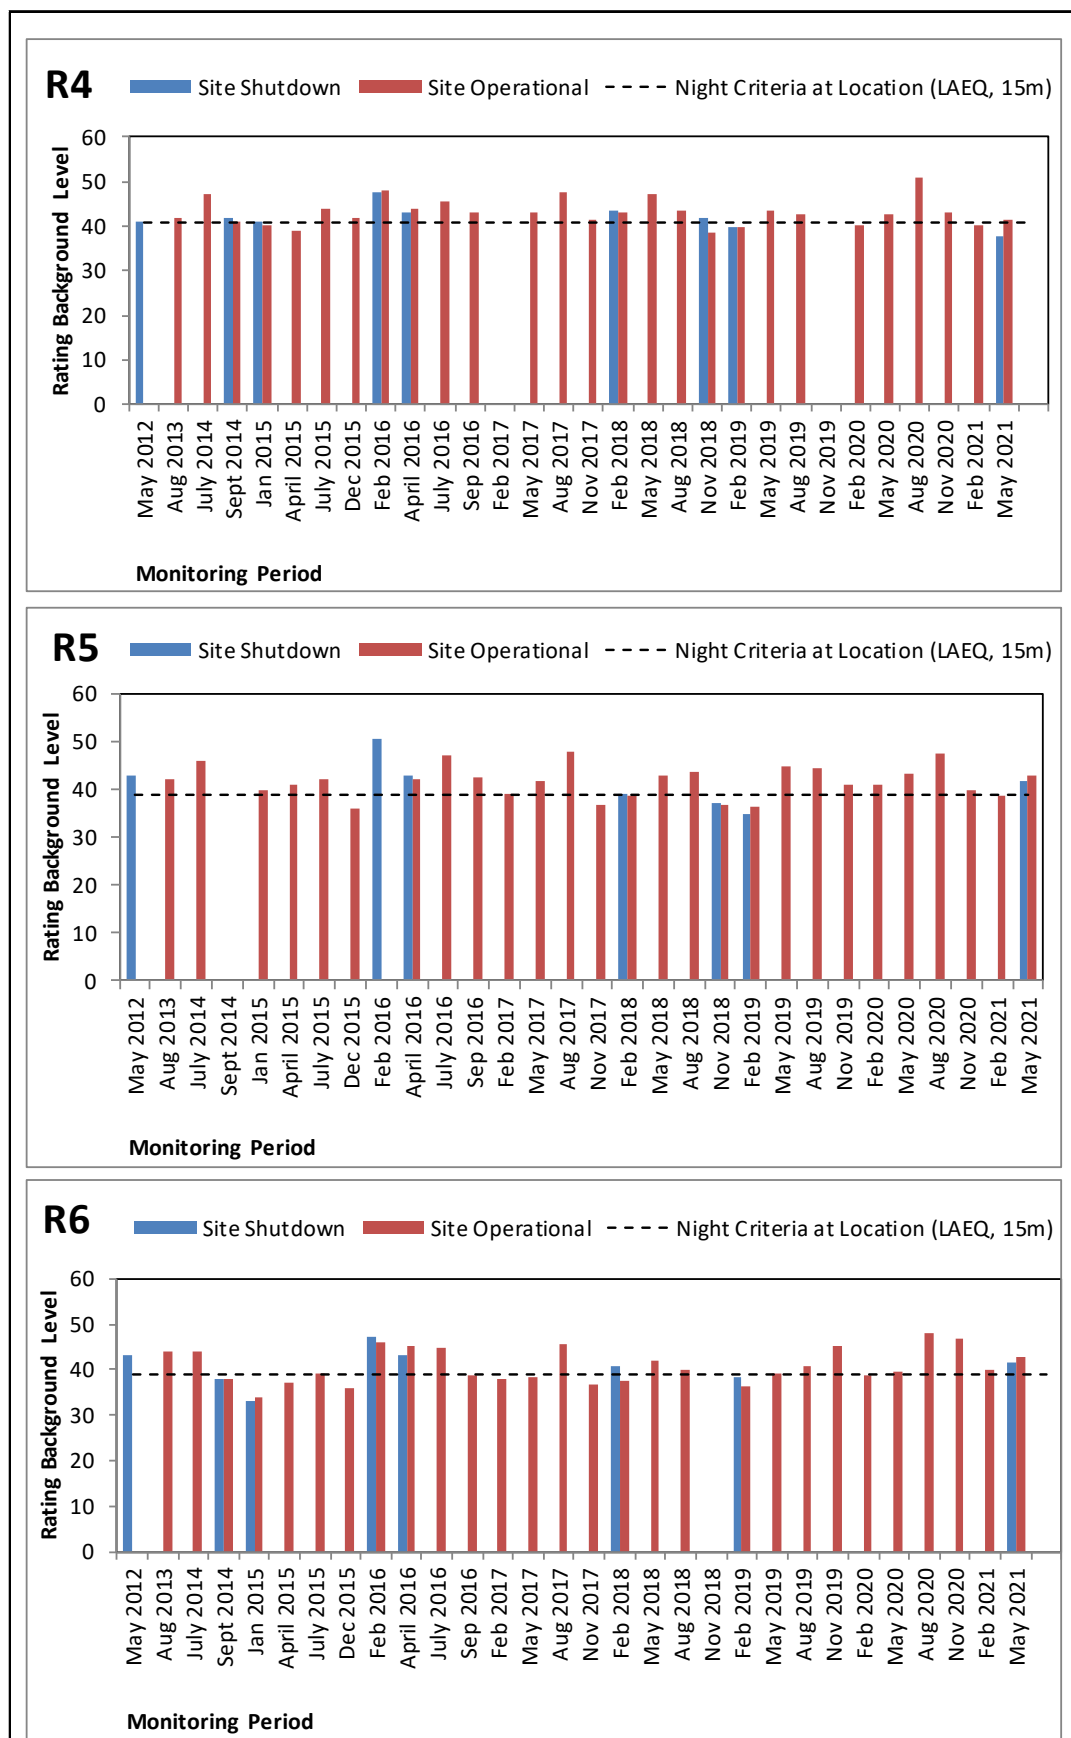 R4 Site Shutdown Site Operational Night Criteria at Location (LAEQ, 15m)
Rating Background Level
60
50
40
30
20
10
0
May 2012
Aug 2013
July 2014
Sept 2014
Jan 2015
April 2015
July 2015
Dec 2015
Feb 2016
April 2016
July 2016
Sep 2016
Feb 2017
May 2017
Aug 2017
Nov 2017
Feb 2018
May 2018
Aug 2018
Nov 2018
Feb 2019
May 2019
Aug 2019
Nov 2019
Feb 2020
May 2020
Aug 2020
Nov 2020
Feb 2021
May 2021
Monitoring Period
R5 Site Shutdown Site Operational Night Criteria at Location (LAEQ, 15m)
Rating Background Level
60
50
40
30
20
10
0
May 2012
Aug 2013
July 2014
Sept 2014
Jan 2015
April 2015
July 2015
Dec 2015
Feb 2016
April 2016
July 2016
Sep 2016
Feb 2017
May 2017
Aug 2017
Nov 2017
Feb 2018
May 2018
Aug 2018
Nov 2018
Feb 2019
May 2019
Aug 2019
Nov 2019
Feb 2020
May 2020
Aug 2020
Nov 2020
Feb 2021
May 2021
Monitoring Period
R6 Site Shutdown Site Operational Night Criteria at Location (LAEQ, 15m)
Rating Background Level
60
50
40
30
20
10
0
May 2012
Aug 2013
July 2014
Sept 2014
Jan 2015
April 2015
July 2015
Dec 2015
Feb 2016
April 2016
July 2016
Sep 2016
Feb 2017
May 2017
Aug 2017
Nov 2017
Feb 2018
May 2018
Aug 2018
Nov 2018
Feb 2019
May 2019
Aug 2019
Nov 2019
Feb 2020
May 2020
Aug 2020
Nov 2020
Feb 2021
May 2021
Monitoring Period